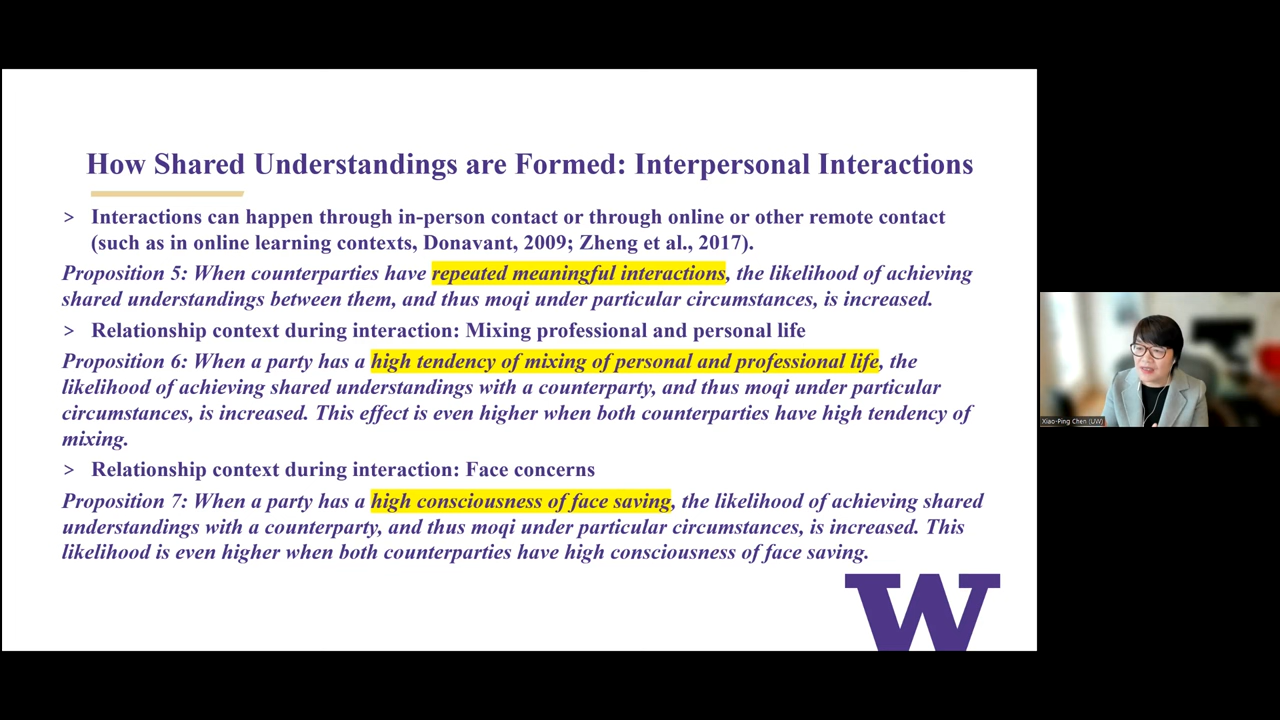 How Shared Understandings are Formed: Interpersonal Interactions
> Interactions can happen through in-person contact or through online or other remote contact
(such as in online learning contexts, Donavant, 2009; Zheng et al., 2017).
Proposition 5: When counterparties have repeated meaningful interactions, the likelihood of achieving
shared understandings between them, and thus moqi under particular circumstances, is increased.
> Relationship context during interaction: Mixing professional and personal life
Proposition 6: When a party has a high tendency of mixing of personal and professional life, the
likelihood of achieving shared understandings with a counterparty, and thus moqi under particular
circumstances, is increased. This effect is even higher when both counterparties have high tendency of
mixing.
> Relationship context during interaction: Face concerns
Proposition 7: When a party has a high consciousness of face saving, the likelihood of achieving shared
understandings with a counterparty, and thus moqi under particular circumstances, is increased. This
likelihood is even higher when both counterparties have high consciousness of face saving.
W
Xiao-Ping Chen (UW)